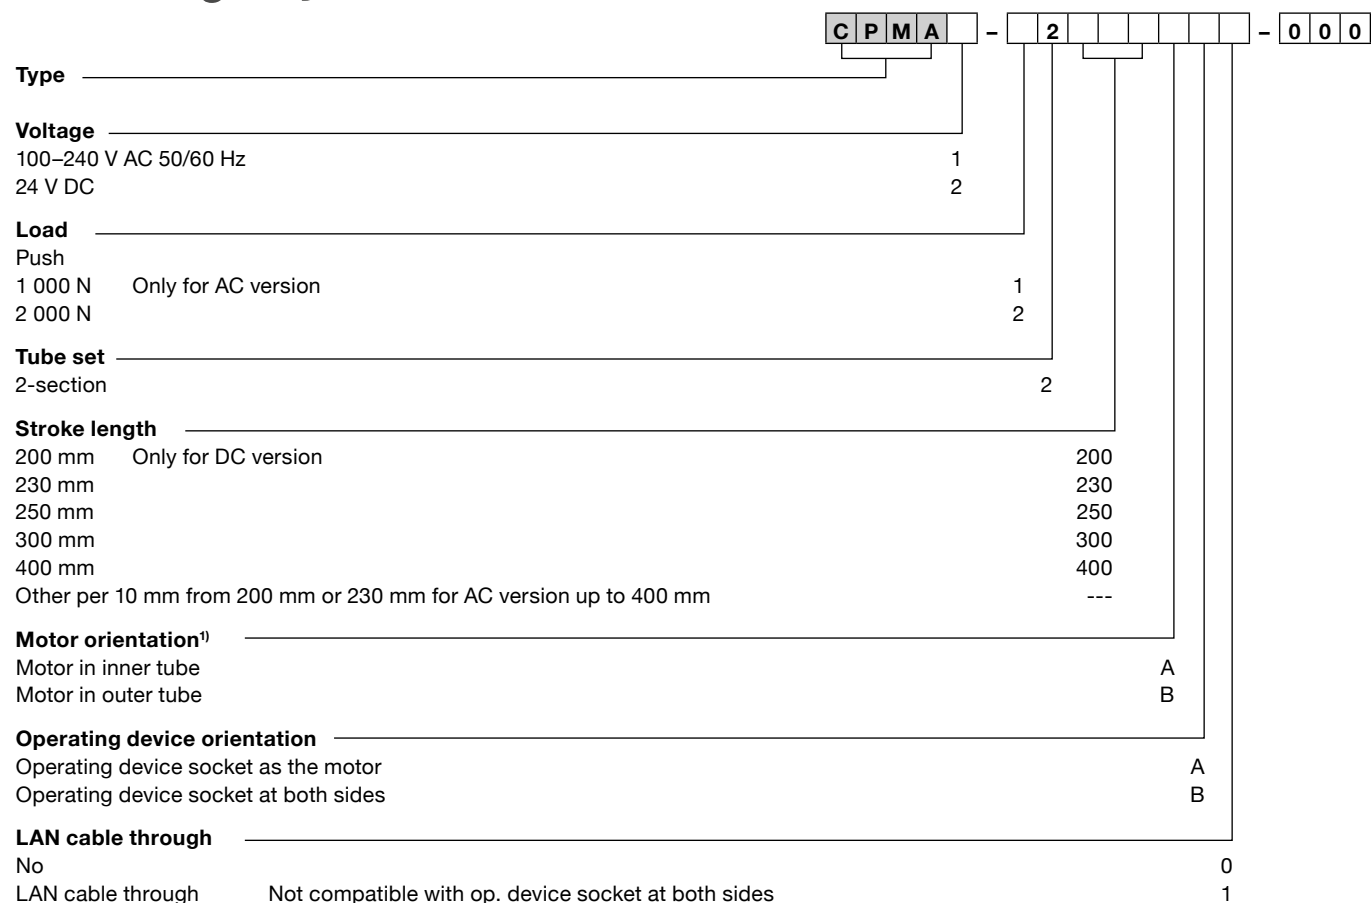 C P M A – 2 – 0 0 0
Type
Voltage
100–240 V AC 50/60 Hz 1
24 V DC 2
Load
Push
1 000 N Only for AC version 1
2 000 N 2
Tube set
2-section 2
Stroke length
200 mm Only for DC version 200
230 mm 230
250 mm 250
300 mm 300
400 mm 400
Other per 10 mm from 200 mm or 230 mm for AC version up to 400 mm ---
Motor orientation¹⁾
Motor in inner tube A
Motor in outer tube B
Operating device orientation
Operating device socket as the motor A
Operating device socket at both sides B
LAN cable through
No 0
LAN cable through Not compatible with op. device socket at both sides 1